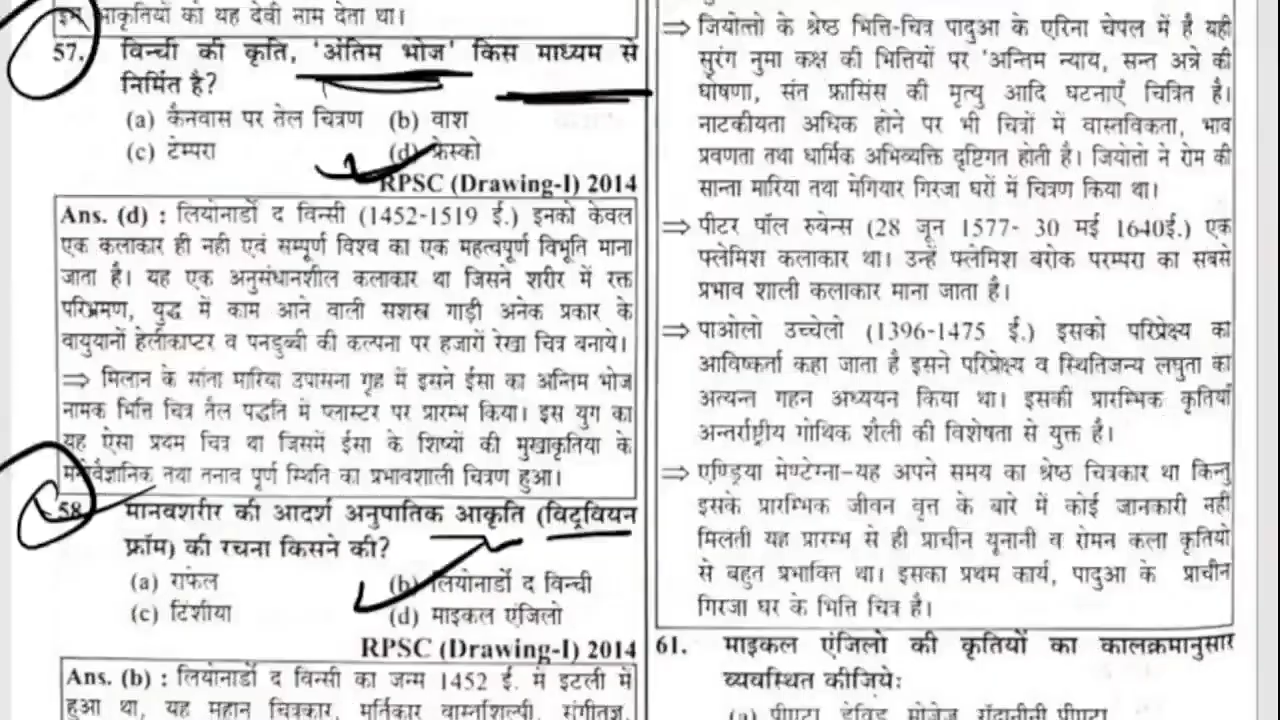 इन आकृतियों को यह देवी नाम देता था।
57. विन्ची की कृति, 'अंतिम भोज' किस माध्यम से
निर्मित है?
(a) कैनवास पर तेल चित्रण (b) वाश
(c) टेम्परा (d) फ्रेस्को
RPSC (Drawing-I) 2014
Ans. (d) : लियोनार्डो द विन्सी (1452-1519 ई.) इनको केवल
एक कलाकार ही नही एवं सम्पूर्ण विश्व का एक महत्वपूर्ण विभूति माना
जाता है। यह एक अनुसंधानशील कलाकार था जिसने शरीर में रक्त
परिभ्रमण, युद्ध में काम आने वाली सशस्त्र गाड़ी अनेक प्रकार के
वायुयानों हेलीकाप्टर व पनडुब्बी की कल्पना पर हजारों रेखा चित्र बनाये।
⇒ मिलान के सांता मारिया उपासना गृह में इसने ईसा का अन्तिम भोज
नामक भित्ति चित्र तैल पद्धति में प्लास्टर पर प्रारम्भ किया। इस युग का
यह ऐसा प्रथम चित्र था जिसमें ईसा के शिष्यों की मुखाकृतिया के
मनोवैज्ञानिक तथा तनाव पूर्ण स्थिति का प्रभावशाली चित्रण हुआ।
58. मानवशरीर की आदर्श अनुपातिक आकृति (विट्रवियन
फ्रॉम) की रचना किसने की?
(a) राफेल (b) लियोनार्डो द विन्ची
(c) टिशीया (d) माइकल एंजिलो
RPSC (Drawing-I) 2014
Ans. (b) : लियोनार्डो द विन्सी का जन्म 1452 ई. में इटली में
हुआ था, यह महान चित्रकार, मूर्तिकार वास्तुशिल्पी, संगीतज्ञ,
⇒ जियोत्तो के श्रेष्ठ भित्ति-चित्र पादुआ के एरिना चेपल में है यही
सुरंग नुमा कक्ष की भित्तियों पर 'अन्तिम न्याय, सन्त अन्ने की
घोषणा, संत फ्रासिंस की मृत्यु आदि घटनाएँ चित्रित है।
नाटकीयता अधिक होने पर भी चित्रों में वास्तविकता, भाव
प्रवणता तथा धार्मिक अभिव्यक्ति दृष्टिगत होती है। जियोत्तो ने रोम की
सान्ता मारिया तथा मेगियार गिरजा घरों में चित्रण किया था।
⇒ पीटर पॉल रुबेन्स (28 जून 1577- 30 मई 1640ई.) एक
फ्लेमिश कलाकार था। उन्हें फ्लेमिश बरोक परम्परा का सबसे
प्रभाव शाली कलाकार माना जाता है।
⇒ पाओलो उच्चेलो (1396-1475 ई.) इसको परिप्रेक्ष्य का
आविष्कर्ता कहा जाता है इसने परिप्रेक्ष्य व स्थितिजन्य लघुता का
अत्यन्त गहन अध्ययन किया था। इसकी प्रारम्भिक कृतियाँ
अन्तर्राष्ट्रीय गोथिक शैली की विशेषता से युक्त है।
⇒ एण्ड्रिया मेण्टेग्ना-यह अपने समय का श्रेष्ठ चित्रकार था किन्तु
इसके प्रारम्भिक जीवन वृत्त के बारे में कोई जानकारी नहीं
मिलती यह प्रारम्भ से ही प्राचीन यूनानी व रोमन कला कृतियों
से बहुत प्रभावित था। इसका प्रथम कार्य, पादुआ के प्राचीन
गिरजा घर के भित्ति चित्र है।
61. माइकल एंजिलो की कृतियों का कालक्रमानुसार
व्यवस्थित कीजिये:
(a) पीएटा, डेविड, मोजेज, रोंदानीनी पीएटा